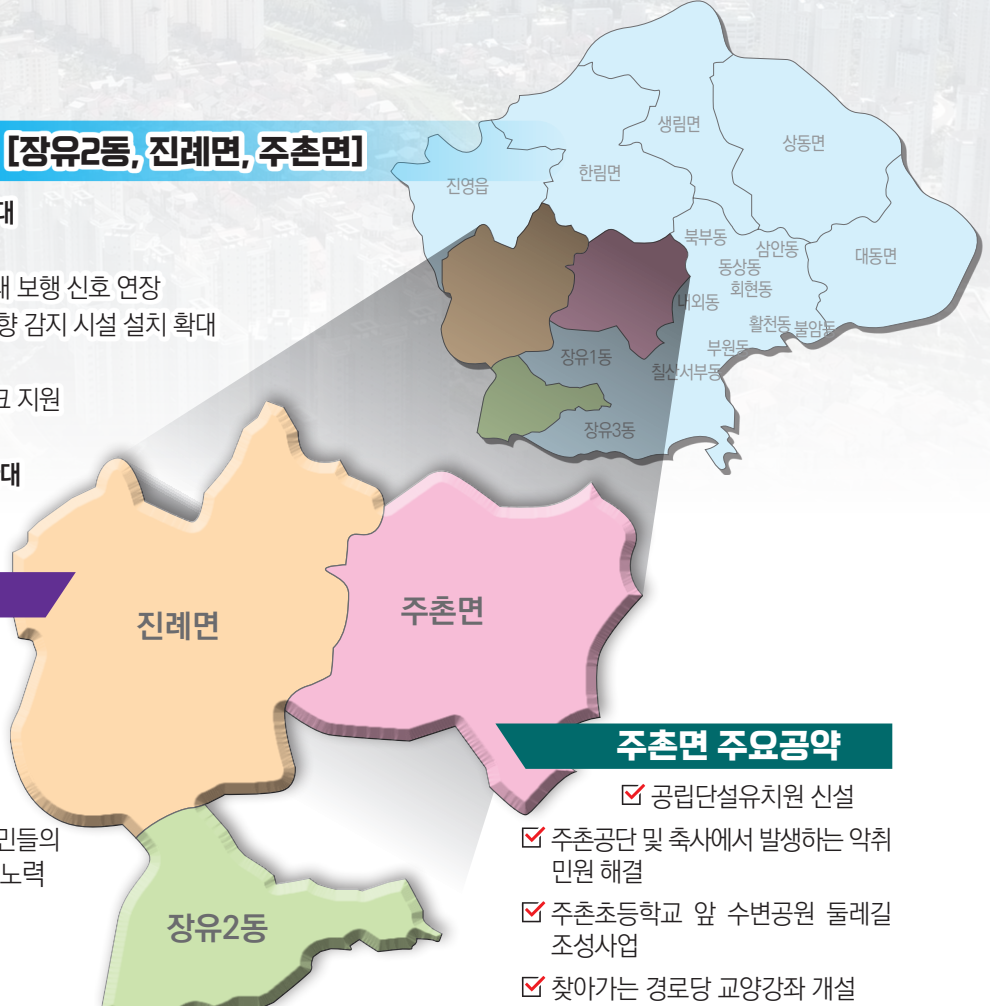 [장유2동, 진례면, 주촌면]
대
내 보행 신호 연장
향 감지 시설 설치 확대
크 지원
대
생림면
상동면
진영읍
한림면
북부동
삼안동
대동면
동상동
회현동
내외동
활천동
불암동
부원동
장유1동
칠산서부동
장유3동
진례면
주촌면
장유2동
민들의
노력
주촌면 주요공약
공립단설유치원 신설
주촌공단 및 축사에서 발생하는 악취
민원 해결
주촌초등학교 앞 수변공원 둘레길
조성사업
찾아가는 경로당 교양강좌 개설